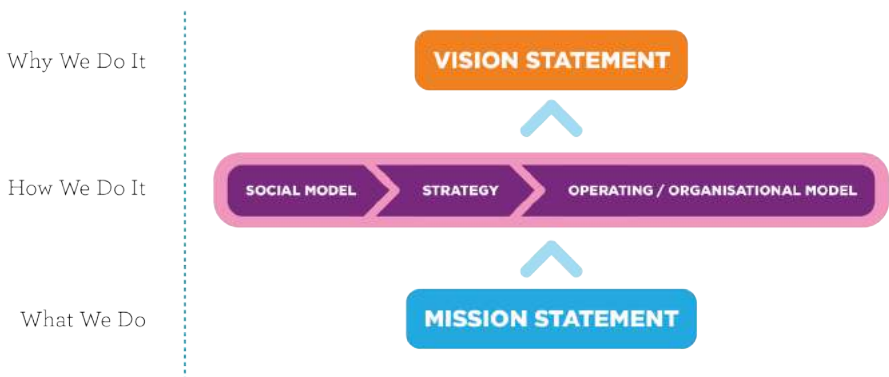 Why We Do It
VISION STATEMENT
How We Do It
SOCIAL MODEL
STRATEGY
OPERATING / ORGANISATIONAL MODEL
What We Do
MISSION STATEMENT